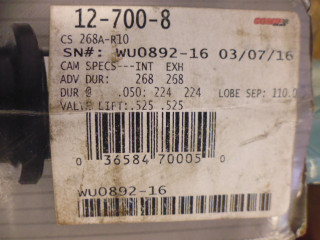 12-700-8
COMP
CS 268A-R10
SN#: WU0892-16 03/07/16
CAM SPECS---INT EXH
ADV DUR: 268 268
DUR @ .050: 224 224 LOBE SEP: 110.0
VALVE LIFT: .525 .525
0 36584 70005 0
WU0892-16